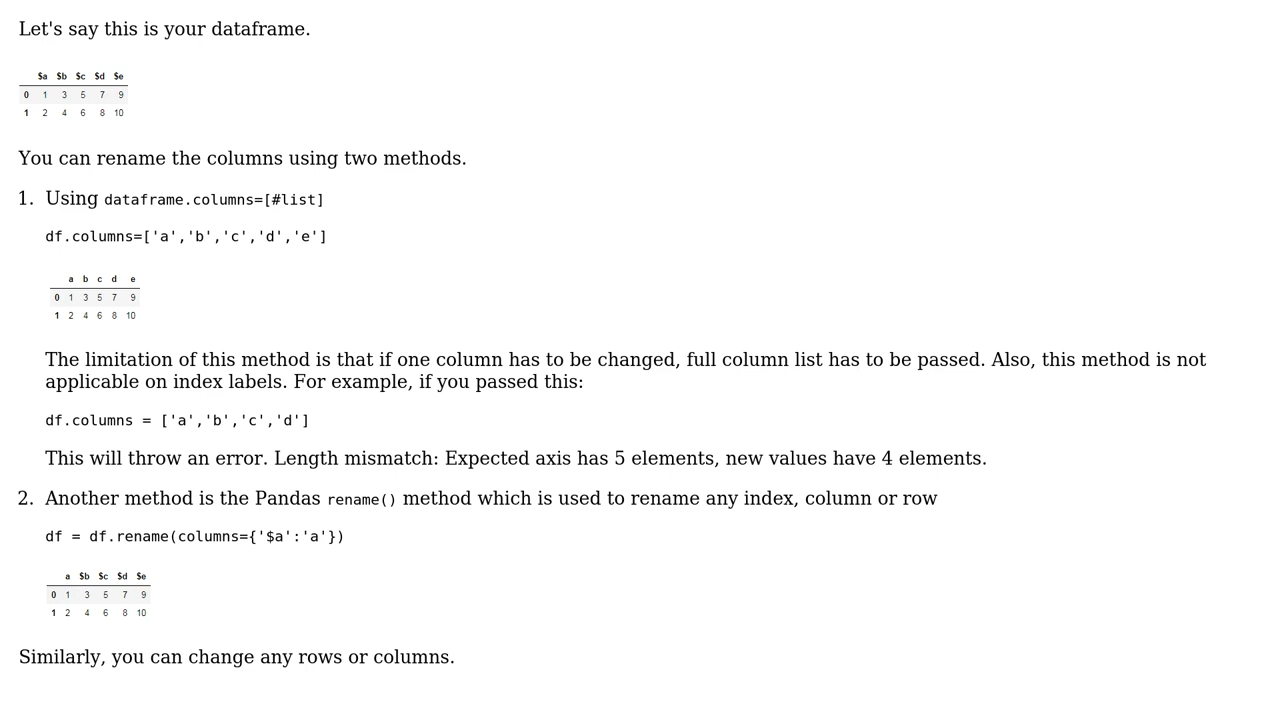 Let's say this is your dataframe.
$a $b $c $d $e
0 1 3 5 7 9
1 2 4 6 8 10
You can rename the columns using two methods.
1. Using dataframe.columns=[#list]
df.columns=['a','b','c','d','e']
a b c d e
0 1 3 5 7 9
1 2 4 6 8 10
The limitation of this method is that if one column has to be changed, full column list has to be passed. Also, this method is not
applicable on index labels. For example, if you passed this:
df.columns = ['a','b','c','d']
This will throw an error. Length mismatch: Expected axis has 5 elements, new values have 4 elements.
2. Another method is the Pandas rename() method which is used to rename any index, column or row
df = df.rename(columns={'$a':'a'})
a $b $c $d $e
0 1 3 5 7 9
1 2 4 6 8 10
Similarly, you can change any rows or columns.